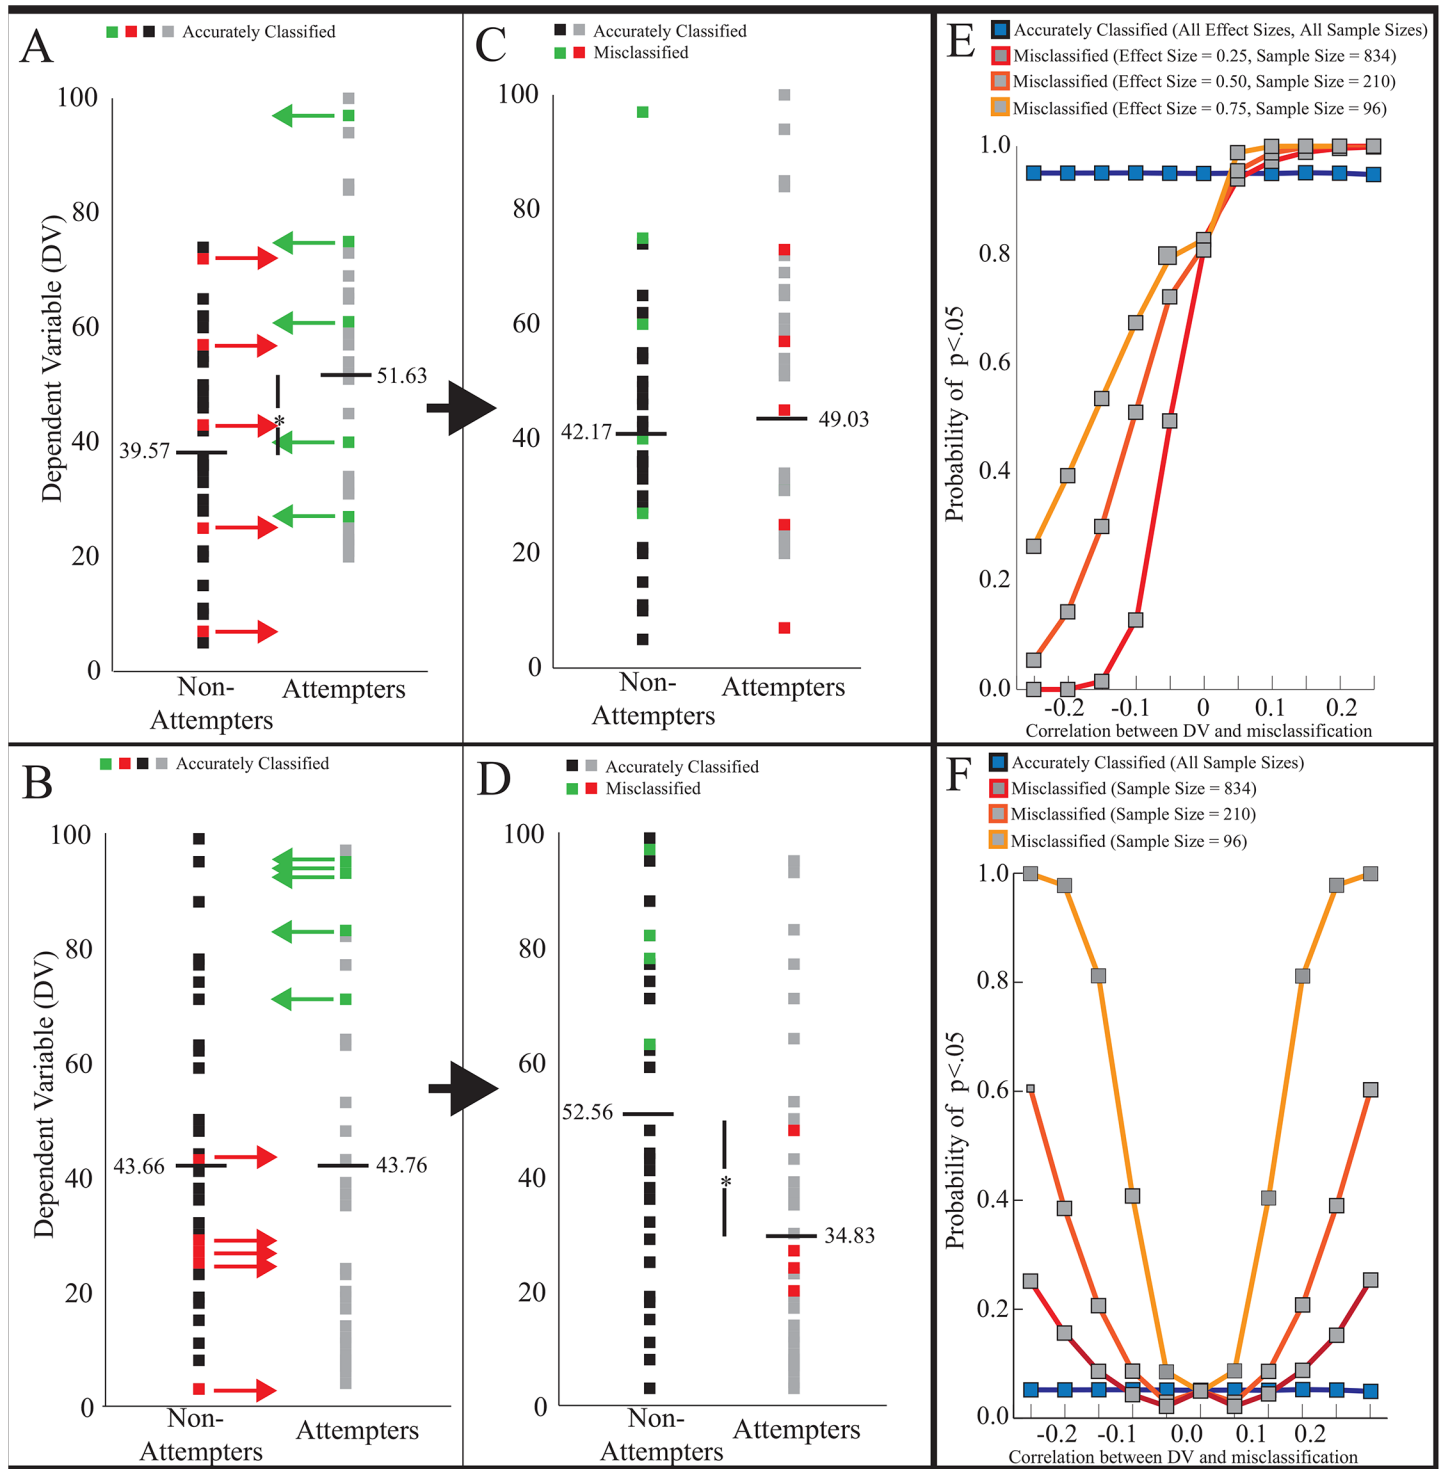 A
Accurately Classified
Dependent Variable (DV)
100
80
60
40
20
0
39.57
*
51.63
Non-
Attempters
Attempters
C
Accurately Classified
Misclassified
100
80
60
40
20
0
42.17
49.03
Non-
Attempters
Attempters
E
Accurately Classified (All Effect Sizes, All Sample Sizes)
Misclassified (Effect Size = 0.25, Sample Size = 834)
Misclassified (Effect Size = 0.50, Sample Size = 210)
Misclassified (Effect Size = 0.75, Sample Size = 96)
Probability of p<.05
1.0
0.8
0.6
0.4
0.2
0.0
-0.2 -0.1 0 0.1 0.2
Correlation between DV and misclassification
B
Accurately Classified
Dependent Variable (DV)
100
80
60
40
20
0
43.66
43.76
Non-
Attempters
Attempters
D
Accurately Classified
Misclassified
100
80
60
40
20
0
52.56
*
34.83
Non-
Attempters
Attempters
F
Accurately Classified (All Sample Sizes)
Misclassified (Sample Size = 834)
Misclassified (Sample Size = 210)
Misclassified (Sample Size = 96)
Probability of p<.05
1.0
0.8
0.6
0.4
0.2
0.0
-0.2 -0.1 0.0 0.1 0.2
Correlation between DV and misclassification